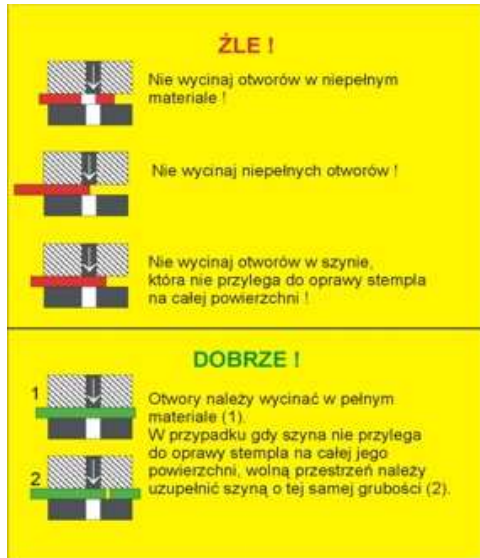 ŹLE !
Nie wycinaj otworów w niepełnym
materiale !
Nie wycinaj niepełnych otworów !
Nie wycinaj otworów w szynie,
która nie przylega do oprawy stempla
na całej powierzchni !
DOBRZE !
1
Otwory należy wycinać w pełnym
materiale (1).
W przypadku gdy szyna nie przylega
do oprawy stempla na całej jego
powierzchni, wolną przestrzeń należy
uzupełnić szyną o tej samej grubości (2).
2